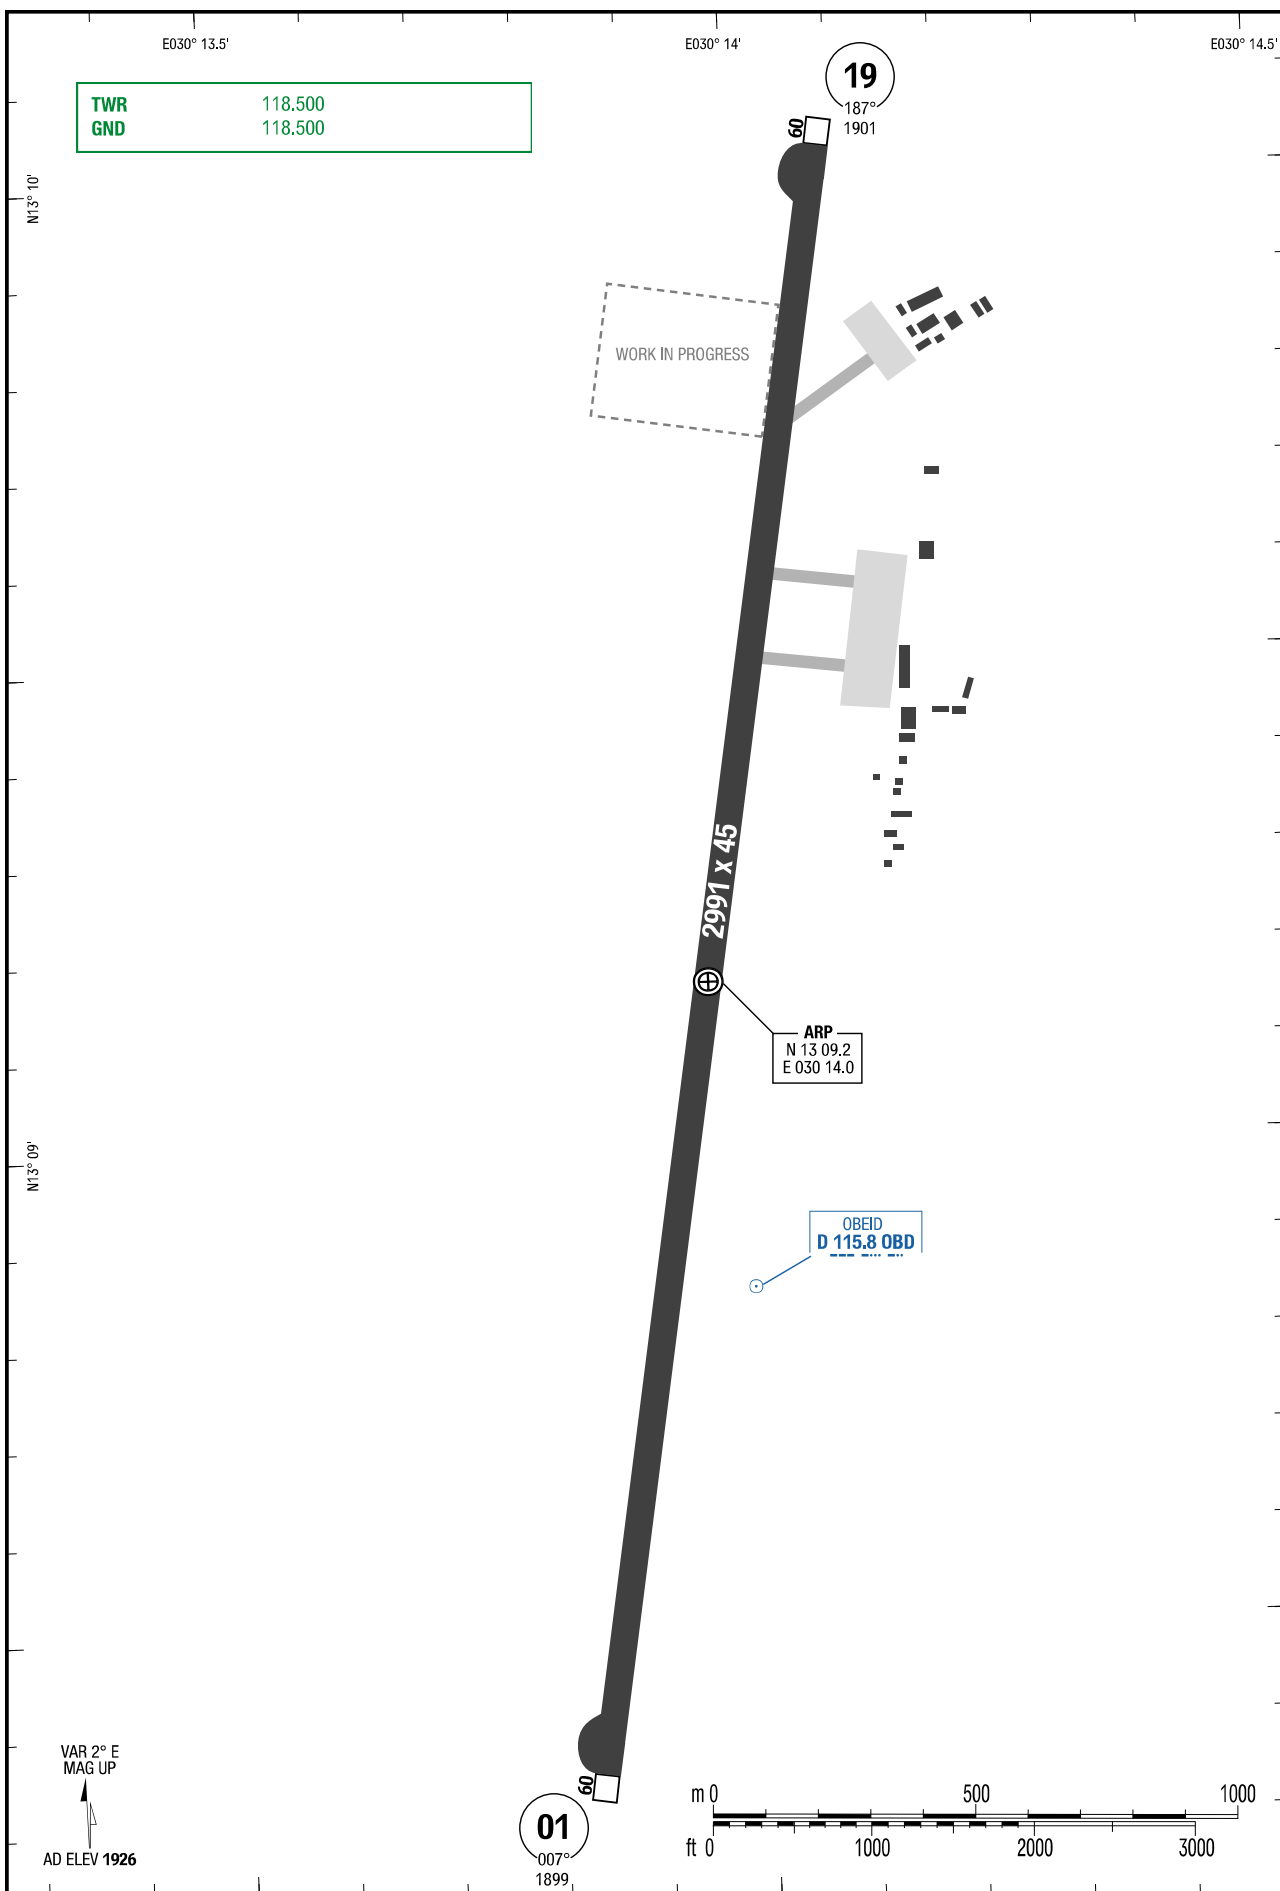 E030° 13.5'
E030° 14'
E030° 14.5'
TWR 118.500
GND 118.500
19
187°
1901
60
N13° 10'
WORK IN PROGRESS
2991 x 45
ARP
N 13 09.2
E 030 14.0
N13° 09'
OBEID
D 115.8 OBD
VAR 2° E
MAG UP
AD ELEV 1926
60
01
007°
1899
m 0 500 1000
ft 0 1000 2000 3000